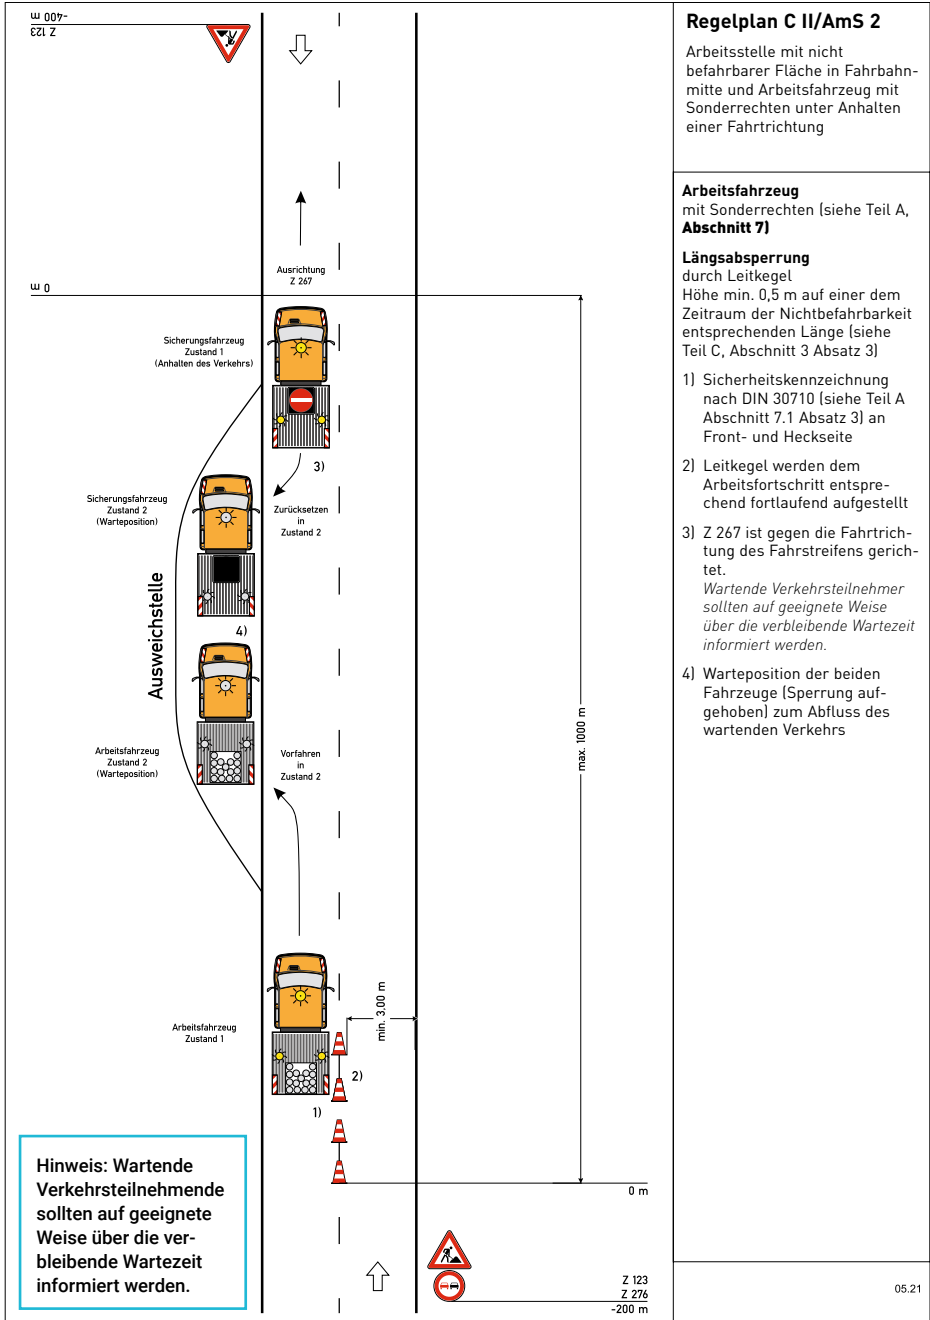 -400 m
Z 123
Ausrichtung
Z 267
0 m
Sicherungsfahrzeug
Zustand 1
(Anhalten des Verkehrs)
3)
Sicherungsfahrzeug
Zustand 2
(Warteposition)
Zurücksetzen
in
Zustand 2
Ausweichstelle
4)
Arbeitsfahrzeug
Zustand 2
(Warteposition)
Vorfahren
in
Zustand 2
max. 1000 m
Arbeitsfahrzeug
Zustand 1
min. 3.00 m
2)
1)
0 m
Hinweis: Wartende
Verkehrsteilnehmende
sollten auf geeignete
Weise über die ver-
bleibende Wartezeit
informiert werden.
Z 123
Z 276
-200 m
Regelplan C II/AmS 2
Arbeitsstelle mit nicht
befahrbarer Fläche in Fahrbahn-
mitte und Arbeitsfahrzeug mit
Sonderrechten unter Anhalten
einer Fahrtrichtung
Arbeitsfahrzeug
mit Sonderrechten (siehe Teil A,
Abschnitt 7)
Längsabsperrung
durch Leitkegel
Höhe min. 0,5 m auf einer dem
Zeitraum der Nichtbefahrbarkeit
entsprechenden Länge (siehe
Teil C, Abschnitt 3 Absatz 3)
1) Sicherheitskennzeichnung
nach DIN 30710 (siehe Teil A
Abschnitt 7.1 Absatz 3) an
Front- und Heckseite
2) Leitkegel werden dem
Arbeitsfortschritt entspre-
chend fortlaufend aufgestellt
3) Z 267 ist gegen die Fahrtrich-
tung des Fahrstreifens gerich-
tet.
Wartende Verkehrsteilnehmer
sollten auf geeignete Weise
über die verbleibende Wartezeit
informiert werden.
4) Warteposition der beiden
Fahrzeuge (Sperrung auf-
gehoben) zum Abfluss des
wartenden Verkehrs
05.21